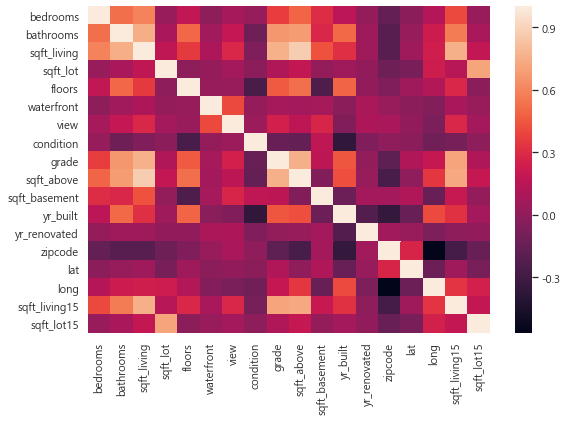 bedrooms
bathrooms
sqft_living
sqft_lot
floors
waterfront
view
condition
grade
sqft_above
sqft_basement
yr_built
yr_renovated
zipcode
lat
long
sqft_living15
sqft_lot15
bedrooms
bathrooms
sqft_living
sqft_lot
floors
waterfront
view
condition
grade
sqft_above
sqft_basement
yr_built
yr_renovated
zipcode
lat
long
sqft_living15
sqft_lot15
0.9
0.6
0.3
0.0
-0.3